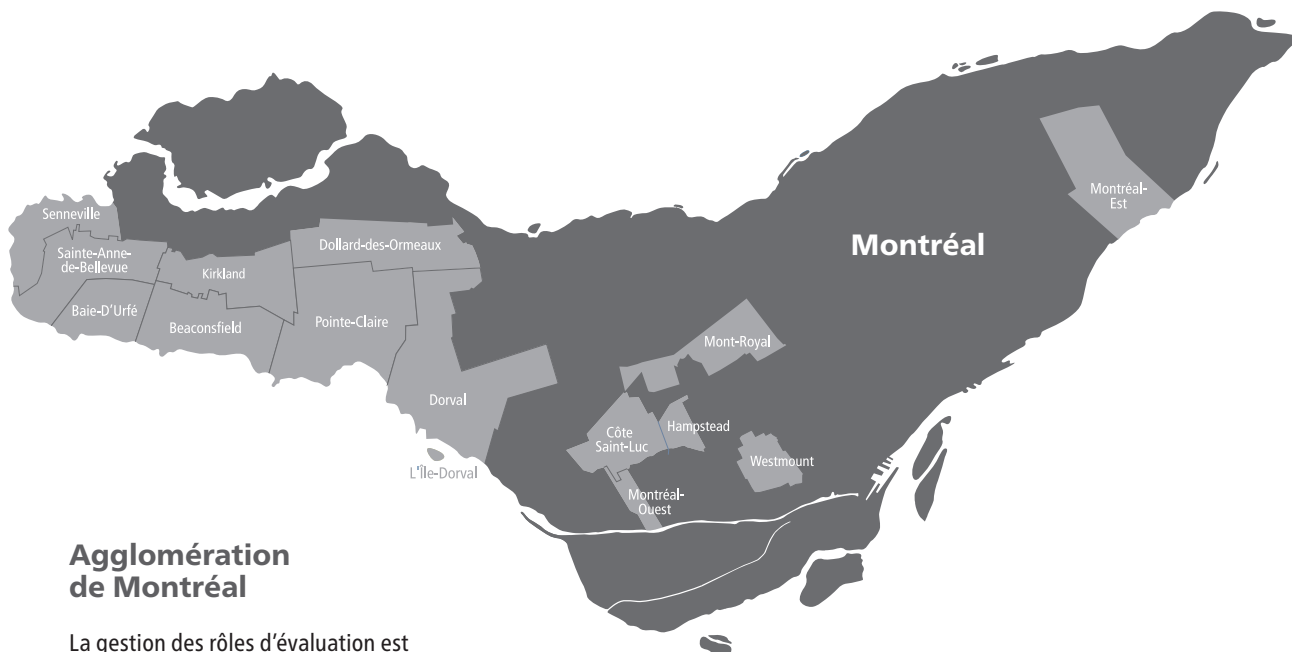 Montréal-
Est
Montréal
Senneville
Dollard-des-Ormeaux
Sainte-Anne-
de-Bellevue
Kirkland
Baie-D'Urfé
Beaconsfield
Pointe-Claire
Mont-Royal
Dorval
Côte
Saint-Luc
Hampstead
L'Île-Dorval
Westmount
Montréal-
Ouest
Agglomération
de Montréal
La gestion des rôles d'évaluation est